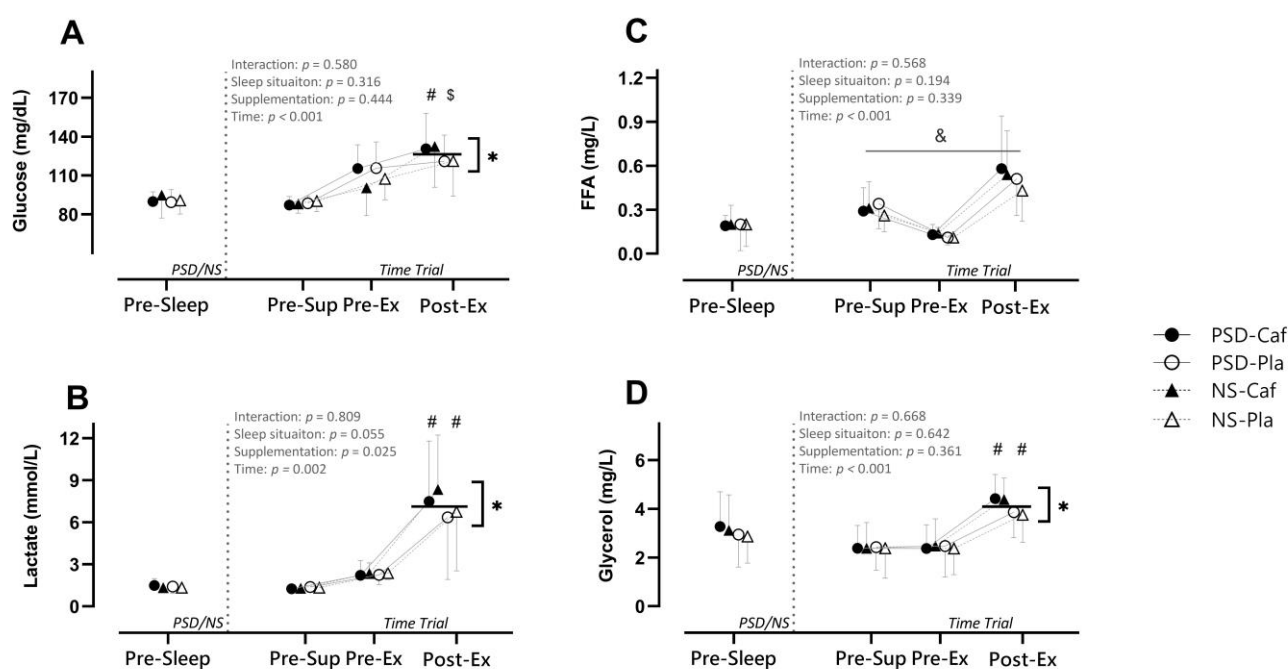 A
Interaction: p = 0.580
Sleep situaiton: p = 0.316
Supplementation: p = 0.444
Time: p < 0.001
# $
*
Glucose (mg/dL)
170
140
110
80
PSD/NS
Time Trial
Pre-Sleep
Pre-Sup
Pre-Ex
Post-Ex
B
Interaction: p = 0.809
Sleep situaiton: p = 0.055
Supplementation: p = 0.025
Time: p = 0.002
# #
*
Lactate (mmol/L)
12
9
6
3
0
PSD/NS
Time Trial
Pre-Sleep
Pre-Sup
Pre-Ex
Post-Ex
C
Interaction: p = 0.568
Sleep situaiton: p = 0.194
Supplementation: p = 0.339
Time: p < 0.001
&
FFA (mg/L)
1.2
0.9
0.6
0.3
0.0
PSD/NS
Time Trial
Pre-Sleep
Pre-Sup
Pre-Ex
Post-Ex
D
Interaction: p = 0.668
Sleep situaiton: p = 0.642
Supplementation: p = 0.361
Time: p < 0.001
# #
*
Glycerol (mg/L)
6
4
2
0
PSD/NS
Time Trial
Pre-Sleep
Pre-Sup
Pre-Ex
Post-Ex
PSD-Caf
PSD-Pla
NS-Caf
NS-Pla